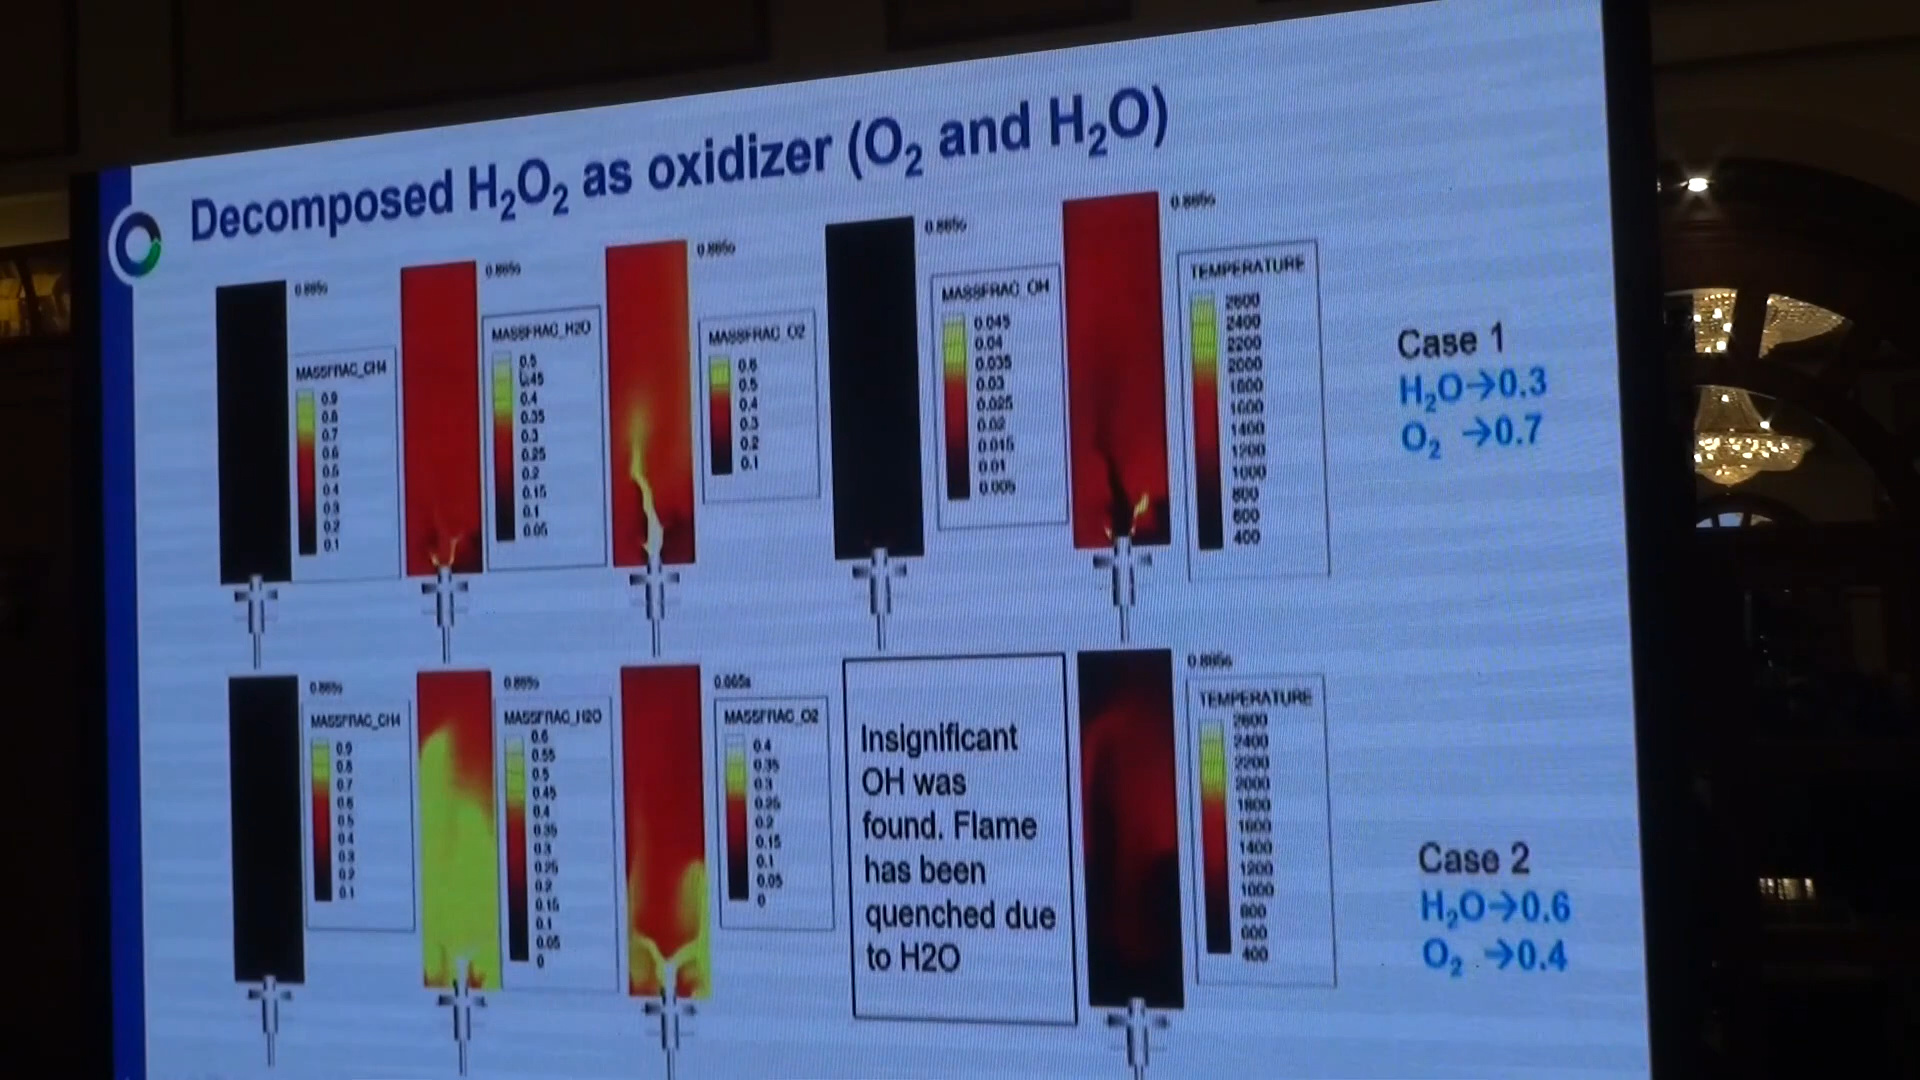 Decomposed H₂O₂ as oxidizer (O₂ and H₂O)
0.865s
MASSFRAC_CH4
0.9
0.8
0.7
0.6
0.5
0.4
0.3
0.2
0.1
0.865s
MASSFRAC_H2O
0.5
0.45
0.4
0.35
0.3
0.25
0.2
0.15
0.1
0.05
0.865s
MASSFRAC_O2
0.6
0.5
0.4
0.3
0.2
0.1
0.865s
MASSFRAC_OH
0.045
0.04
0.035
0.03
0.025
0.02
0.015
0.01
0.005
0.865s
TEMPERATURE
2600
2400
2200
2000
1800
1600
1400
1200
1000
800
600
400
Case 1
H₂O→0.3
O₂ →0.7
0.865s
MASSFRAC_CH4
0.9
0.8
0.7
0.6
0.5
0.4
0.3
0.2
0.1
0.865s
MASSFRAC_H2O
0.6
0.55
0.5
0.45
0.4
0.35
0.3
0.25
0.2
0.15
0.1
0.05
0
0.865s
MASSFRAC_O2
0.4
0.35
0.3
0.25
0.2
0.15
0.1
0.05
0
Insignificant
OH was
found. Flame
has been
quenched due
to H2O
0.865s
TEMPERATURE
2600
2400
2200
2000
1800
1600
1400
1200
1000
800
600
400
Case 2
H₂O→0.6
O₂ →0.4